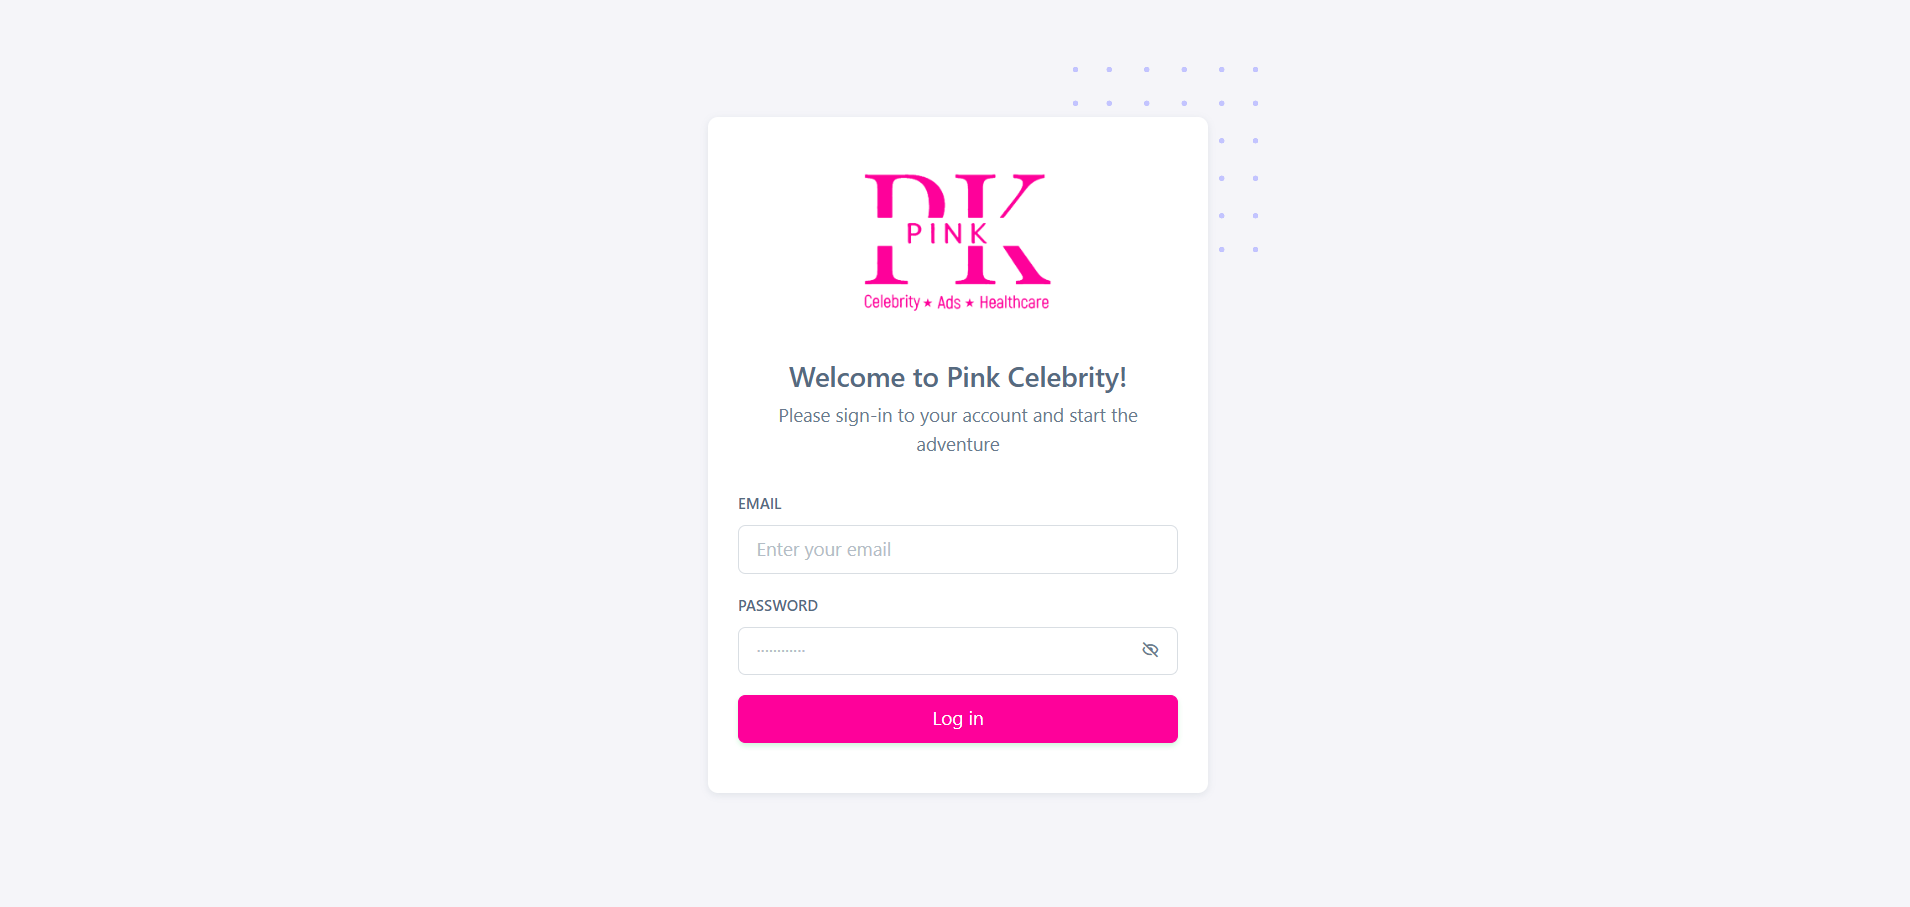 PK
PINK
Celebrity ★ Ads ★ Healthcare
Welcome to Pink Celebrity!
Please sign-in to your account and start the
adventure
EMAIL
Enter your email
PASSWORD
············
Log in